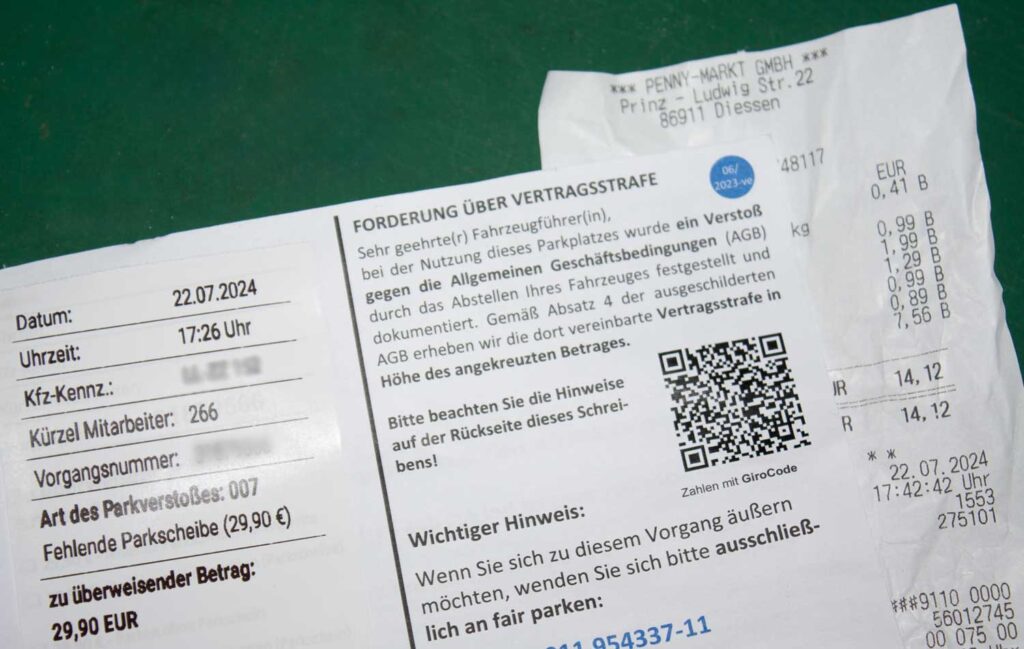 *** PENNY-MARKT GMBH ***
Prinz - Ludwig Str.22
86911 Diessen
48117
EUR
0,41 B
kg
0,99 B
1,99 B
1,29 B
0,99 B
0,89 B
7,56 B
UR 14,12
R 14,12
* *
22.07.2024
17:42:42 Uhr
1553
275101
###9110 0000
56012745
00 075 00
Datum: 22.07.2024
Uhrzeit: 17:26 Uhr
Kfz-Kennz.:
Kürzel Mitarbeiter: 266
Vorgangsnummer:
Art des Parkverstoßes: 007
Fehlende Parkscheibe (29,90 €)
zu überweisender Betrag:
29,90 EUR
FORDERUNG ÜBER VERTRAGSSTRAFE
06/
2023-ve
Sehr geehrte(r) Fahrzeugführer(in),
bei der Nutzung dieses Parkplatzes wurde ein Verstoß
gegen die Allgemeinen Geschäftsbedingungen (AGB)
durch das Abstellen Ihres Fahrzeuges festgestellt und
dokumentiert. Gemäß Absatz 4 der ausgeschilderten
AGB erheben wir die dort vereinbarte Vertragsstrafe in
Höhe des angekreuzten Betrages.
Bitte beachten Sie die Hinweise
auf der Rückseite dieses Schrei-
bens!
Zahlen mit GiroCode
Wichtiger Hinweis:
Wenn Sie sich zu diesem Vorgang äußern
möchten, wenden Sie sich bitte ausschließ-
lich an fair parken:
954337-11